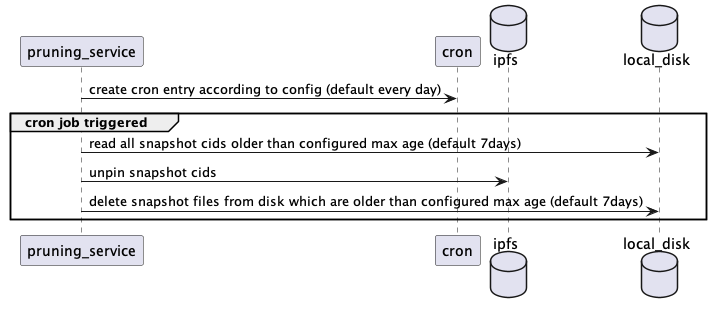 pruning_service
cron
ipfs
local_disk
create cron entry according to config (default every day)
cron job triggered
read all snapshot cids older than configured max age (default 7days)
unpin snapshot cids
delete snapshot files from disk which are older than configured max age (default 7days)
pruning_service
cron
ipfs
local_disk